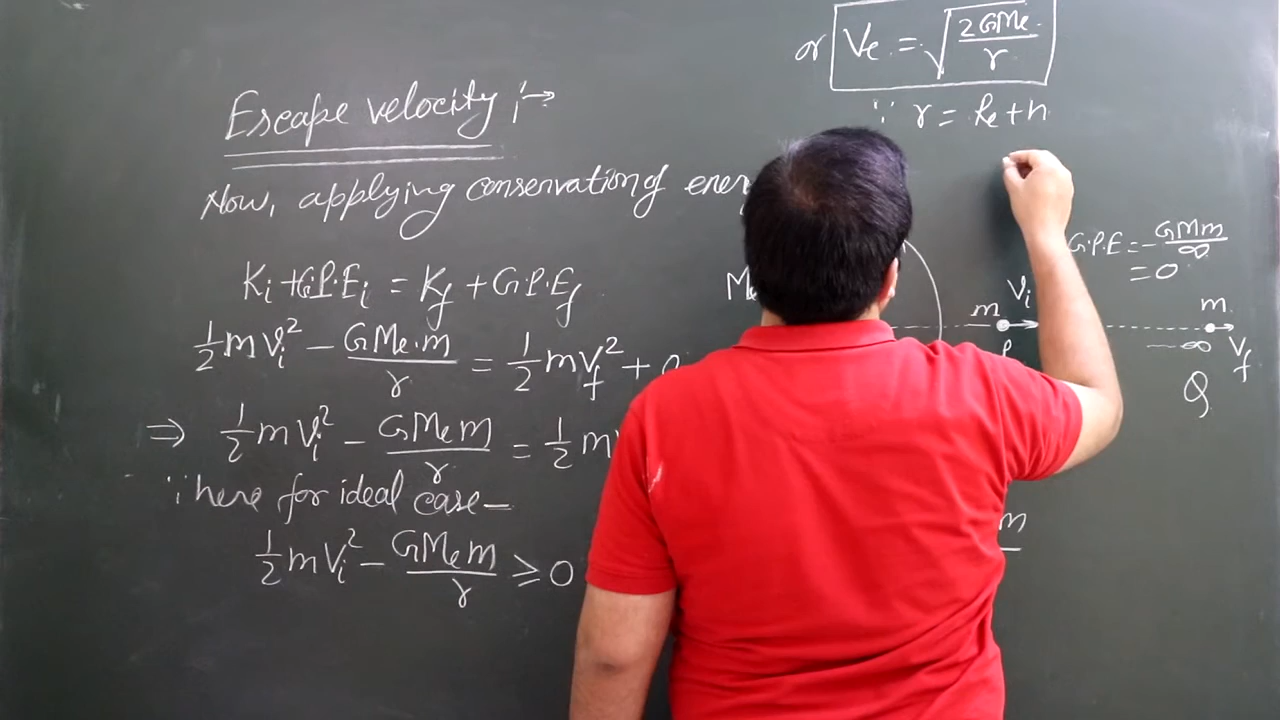 Escape velocity :→
Now, applying conservation of
Ki + G.P.Ei = Kf + G.P.Ef
1/2 mVi² − GMe.m/r = 1/2 mVf² + 0
⇒ 1/2 mVi² − GMem/r = 1/2 m
∵ here for ideal case −
1/2 mVi² − GMem/r ≥ 0
or Ve = √(2GMe/r)
∵ r = Re + h
G.P.E = − GMm/∞
= 0
m Vi
m
− ∞ Vf
Q
m